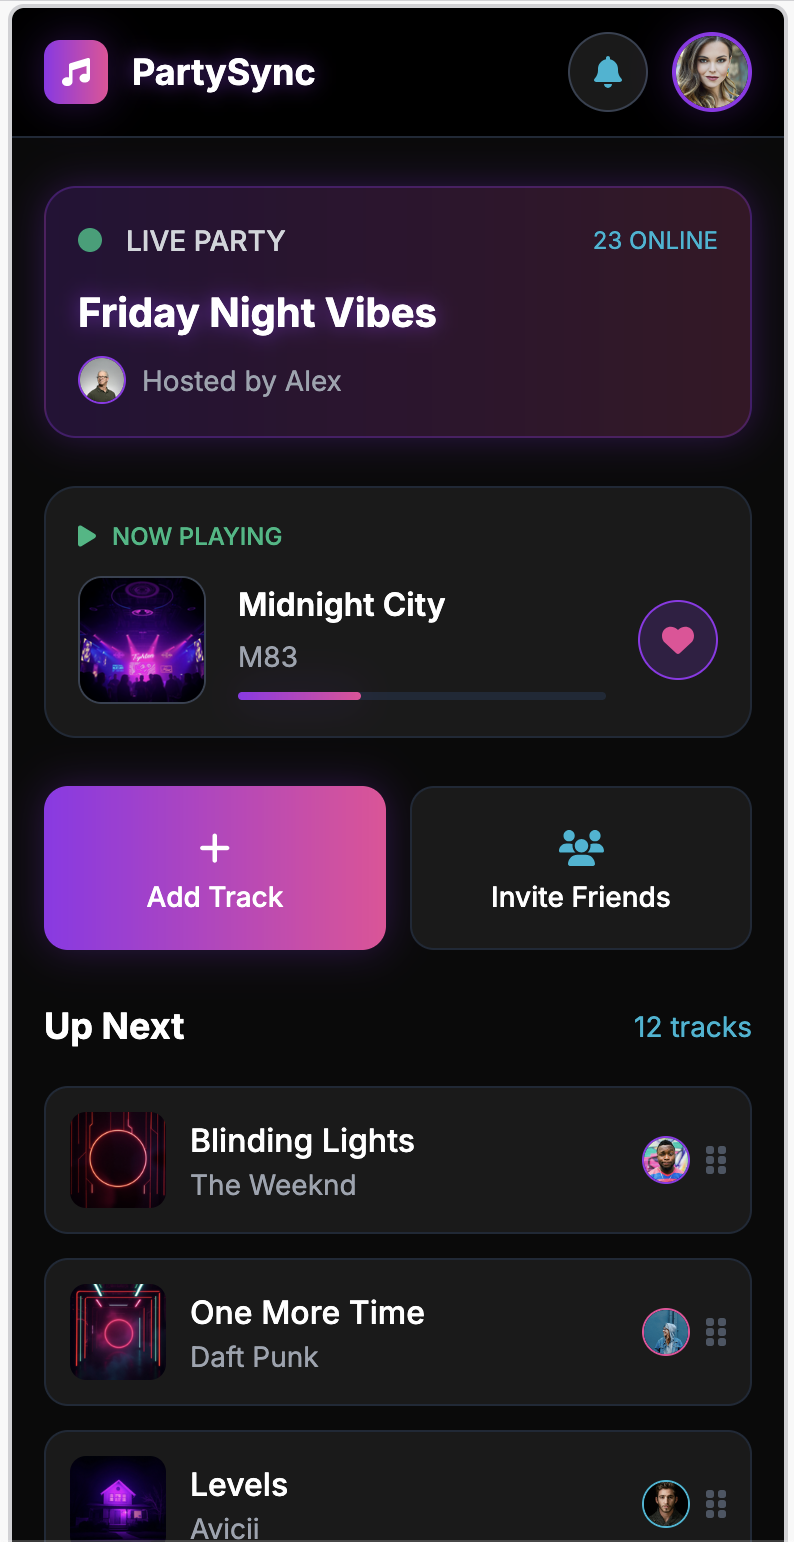 PartySync
LIVE PARTY
23 ONLINE
Friday Night Vibes
Hosted by Alex
NOW PLAYING
Midnight City
M83
Add Track
Invite Friends
Up Next
12 tracks
Blinding Lights
The Weeknd
One More Time
Daft Punk
Levels
Avicii